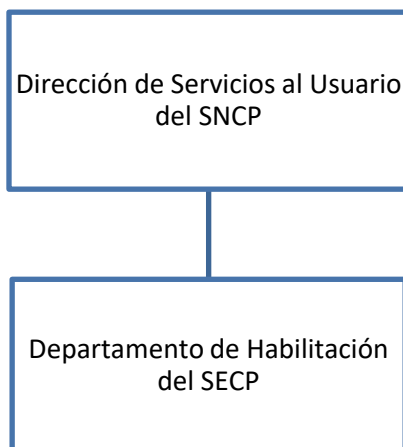 Dirección de Servicios al Usuario
del SNCP
Departamento de Habilitación
del SECP